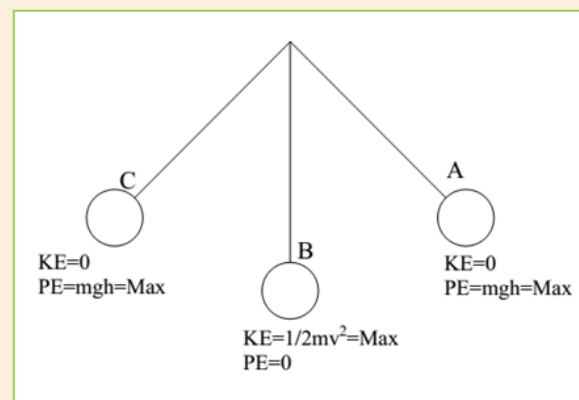 C
A
KE=0
PE=mgh=Max
B
KE=0
PE=mgh=Max
KE=1/2mv²=Max
PE=0